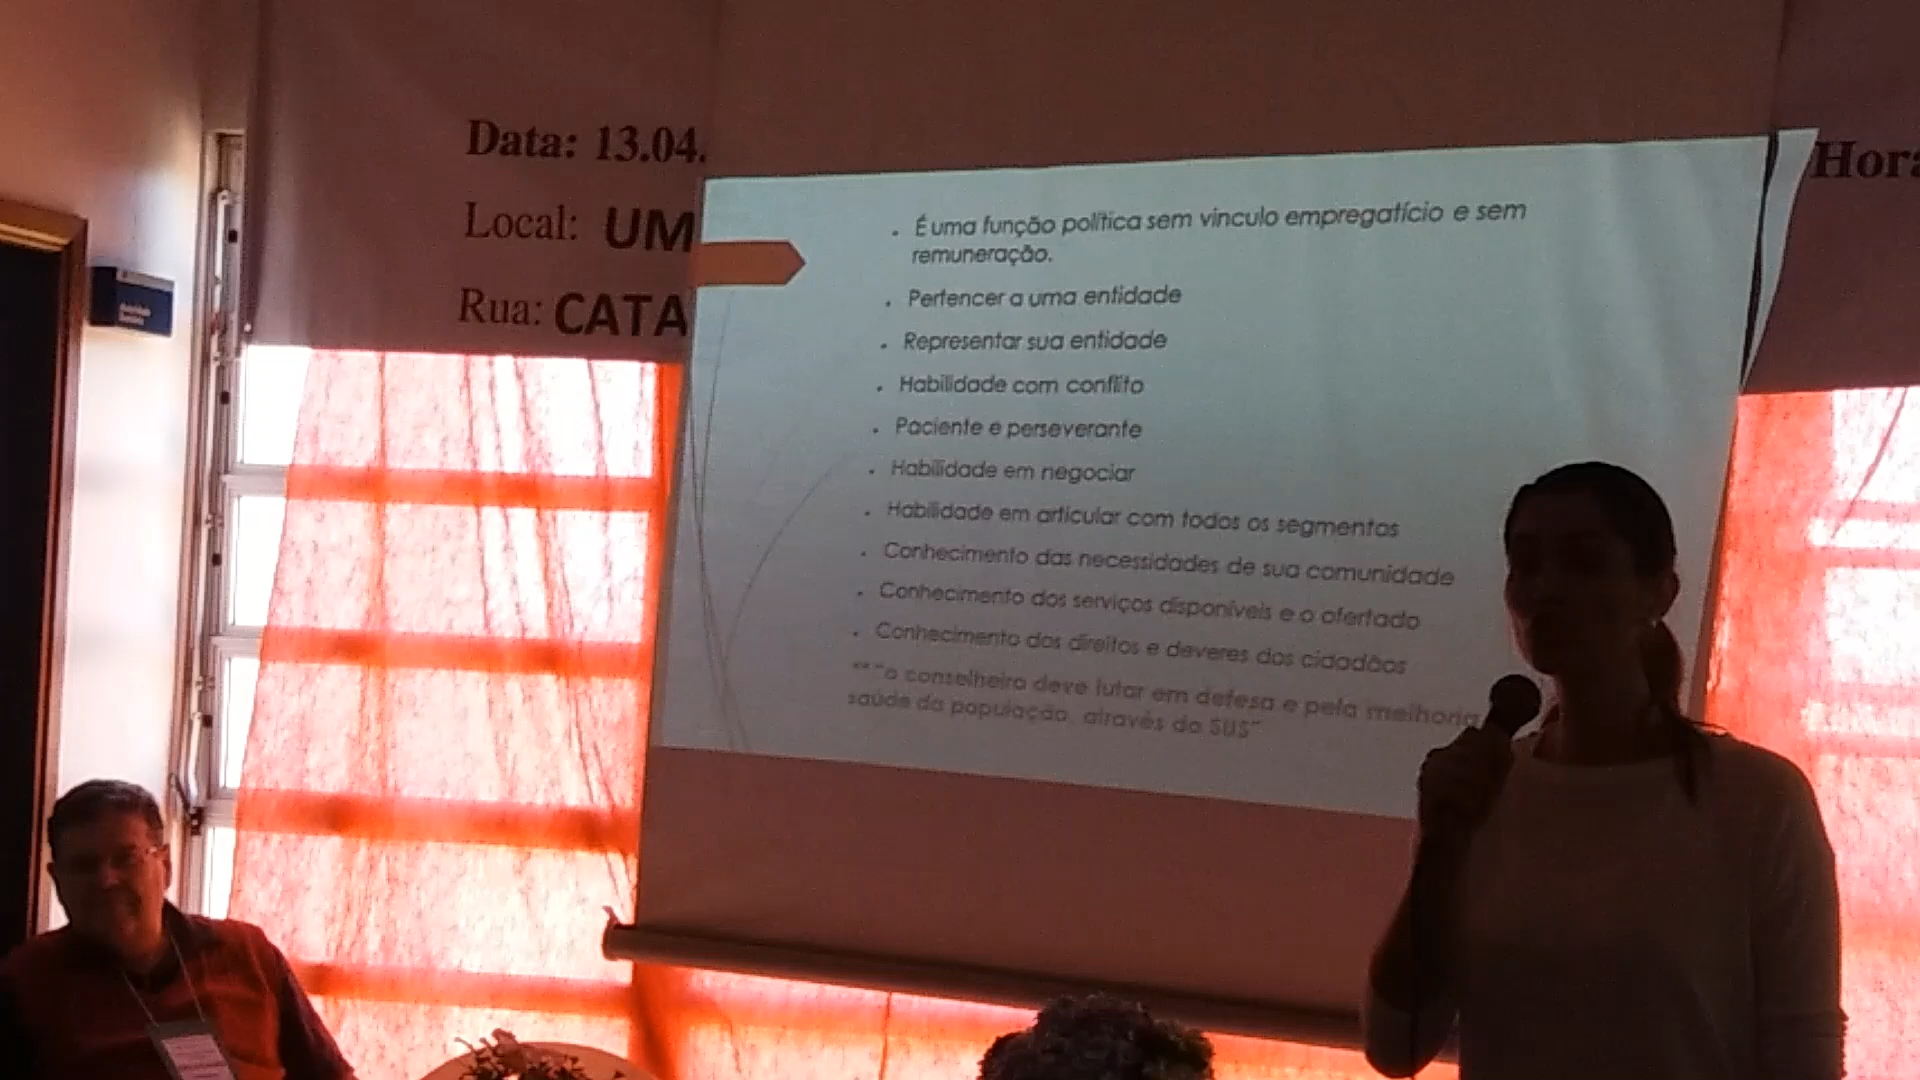 Data: 13.04.
Local: UM
Rua: CATA
Hora
. É uma função política sem vinculo empregatício e sem
remuneração.
. Pertencer a uma entidade
. Representar sua entidade
. Habilidade com conflito
. Paciente e perseverante
. Habilidade em negociar
. Habilidade em articular com todos os segmentos
. Conhecimento das necessidades de sua comunidade
. Conhecimento dos serviços disponíveis e o ofertado
. Conhecimento dos direitos e deveres dos cidadãos
"o conselheiro deve lutar em defesa e pela melhoria
saúde da população, através do SUS"